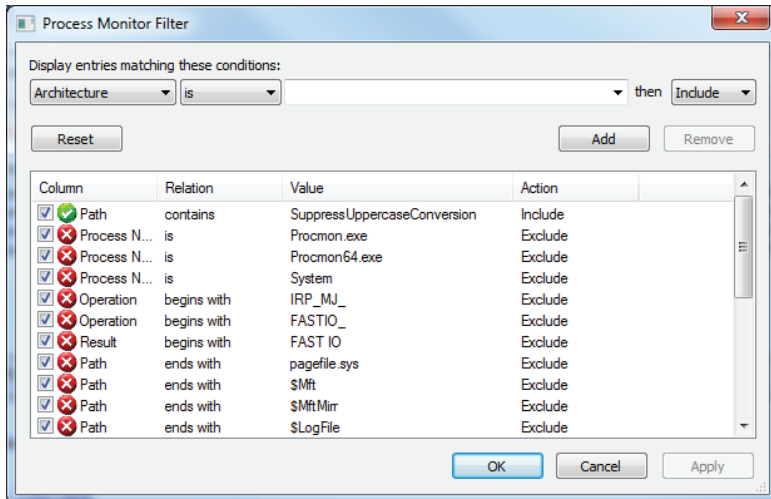 Process Monitor Filter
Display entries matching these conditions:
Architecture is then Include
Reset Add Remove
Column Relation Value Action
Path contains SuppressUppercaseConversion Include
Process N... is Procmon.exe Exclude
Process N... is Procmon64.exe Exclude
Process N... is System Exclude
Operation begins with IRP_MJ_ Exclude
Operation begins with FASTIO_ Exclude
Result begins with FAST IO Exclude
Path ends with pagefile.sys Exclude
Path ends with $Mft Exclude
Path ends with $MftMirr Exclude
Path ends with $LogFile Exclude
OK Cancel Apply